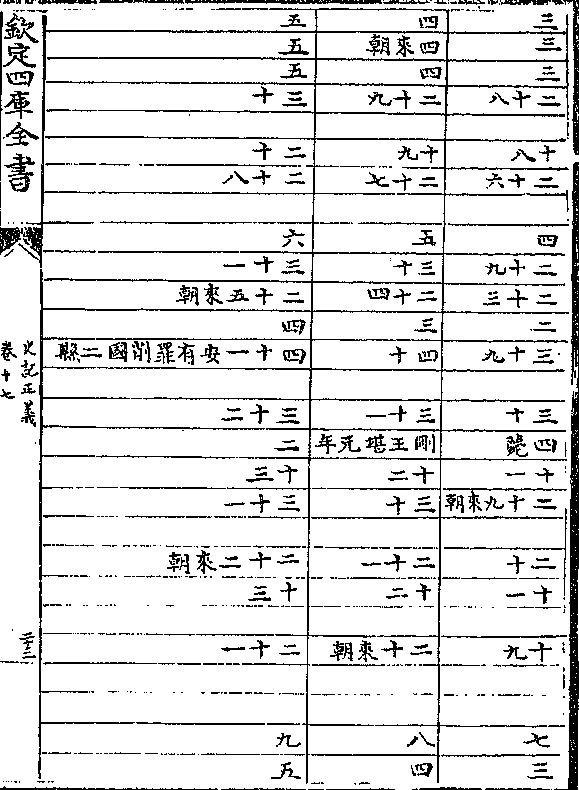 三
三
三
二十八
十八
二十六
四
二十九
二十三
二
三十九
三十
四薨
十一
二十九來朝
二十
十一
十九
七
三
四
四來朝
四
二十九
十九
二十七
五
三十
二十四
三
四十
三十一
剛王堪元年
十二
三十
二十一
十二
二十來朝
八
四
五
五
五
三十
二十
二十八
六
三十一
二十五來朝
四
四十一安有罪削國二縣
三十二
二
十三
三十一
二十二來朝
十三
二十一
九
五
欽定四庫全書
史記正義
卷十七